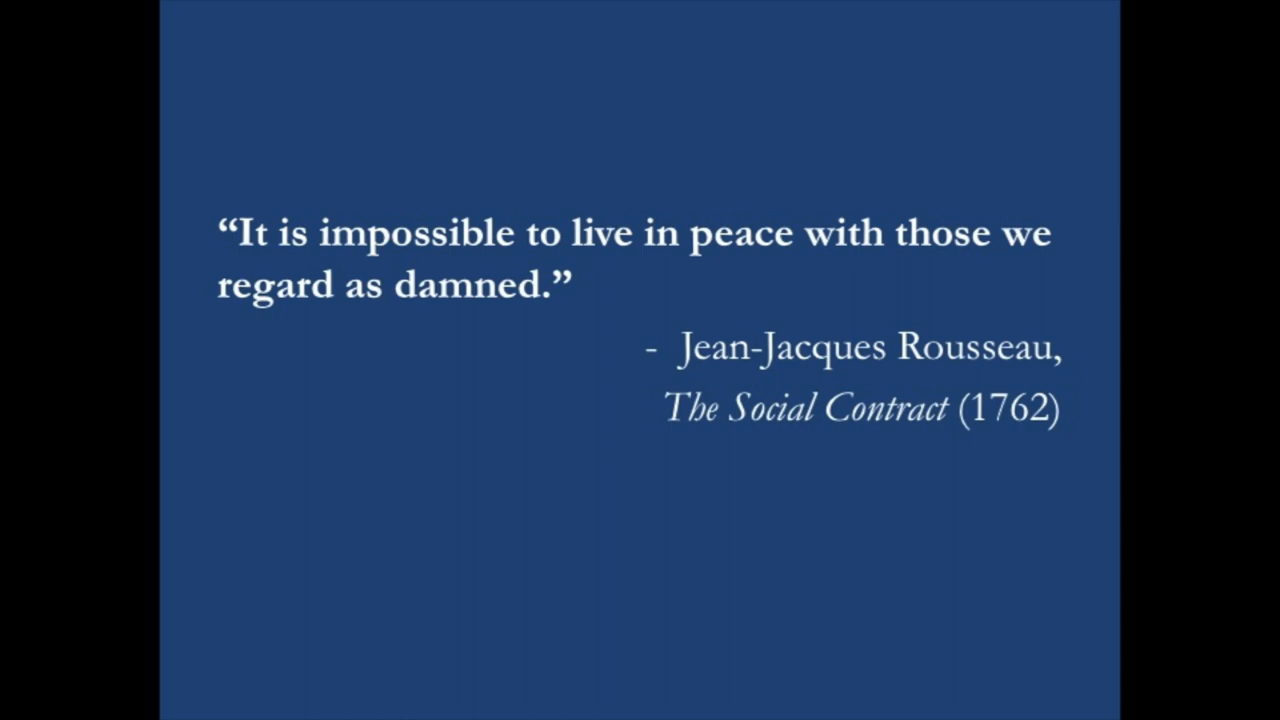 “It is impossible to live in peace with those we
regard as damned.”
- Jean-Jacques Rousseau,
The Social Contract (1762)